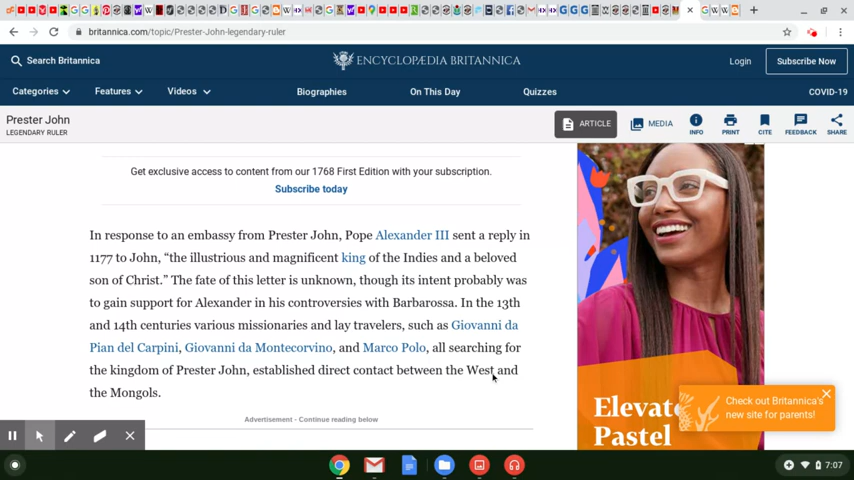 britannica.com/topic/Prester-John-legendary-ruler
Search Britannica
ENCYCLOPÆDIA BRITANNICA
Login
Subscribe Now
Categories
Features
Videos
Biographies
On This Day
Quizzes
COVID-19
Prester John
LEGENDARY RULER
ARTICLE
MEDIA
INFO
PRINT
CITE
FEEDBACK
SHARE
Get exclusive access to content from our 1768 First Edition with your subscription.
Subscribe today
In response to an embassy from Prester John, Pope Alexander III sent a reply in
1177 to John, “the illustrious and magnificent king of the Indies and a beloved
son of Christ.” The fate of this letter is unknown, though its intent probably was
to gain support for Alexander in his controversies with Barbarossa. In the 13th
and 14th centuries various missionaries and lay travelers, such as Giovanni da
Pian del Carpini, Giovanni da Montecorvino, and Marco Polo, all searching for
the kingdom of Prester John, established direct contact between the West and
the Mongols.
Advertisement - Continue reading below
Check out Britannica's
new site for parents!
Pastel
7:07